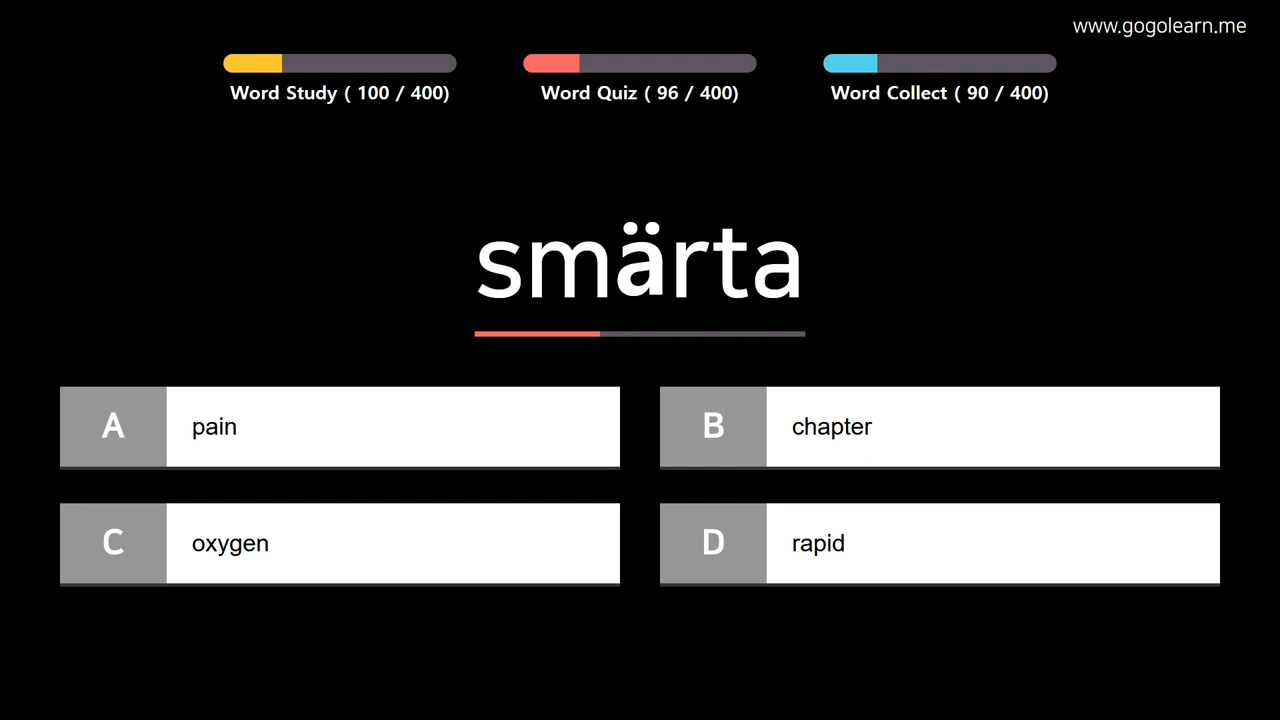 www.gogolearn.me
Word Study ( 100 / 400)
Word Quiz ( 96 / 400)
Word Collect ( 90 / 400)
smärta
A pain
B chapter
C oxygen
D rapid